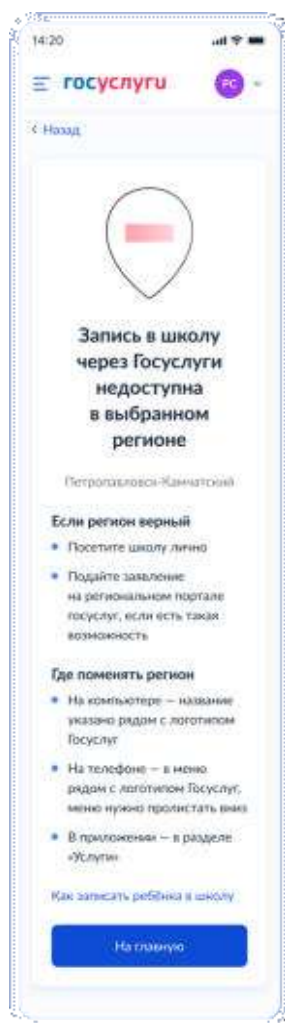 14:20
госуслуги
РС
Назад
Запись в школу
через Госуслуги
недоступна
в выбранном
регионе
Петропавловск-Камчатский
Если регион верный
Посетите школу лично
Подайте заявление
на региональном портале
госуслуг, если есть такая
возможность
Где поменять регион
На компьютере — название
указано рядом с логотипом
Госуслуг
На телефоне — в меню
рядом с логотипом Госуслуг,
меню нужно пролистать вниз
В приложении — в разделе
«Услуги»
Как записать ребёнка в школу
На главную